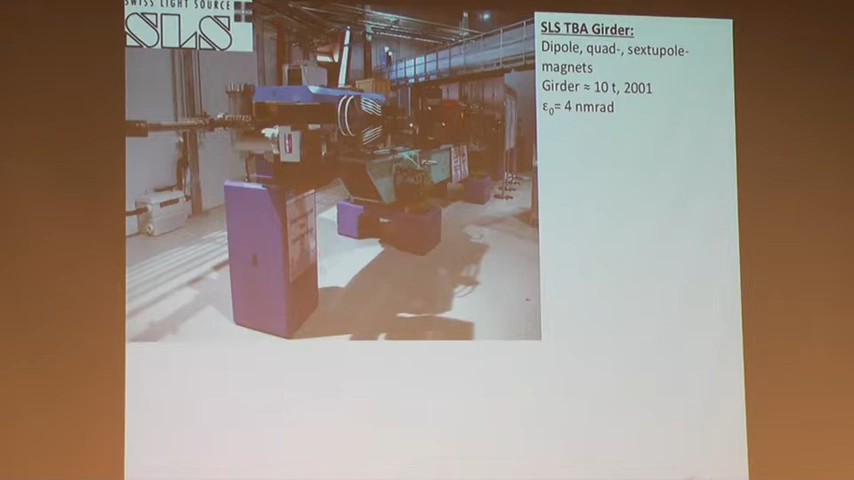 SWISS LIGHT SOURCE
SLS
SLS TBA Girder:
Dipole, quad-, sextupole-
magnets
Girder ≈ 10 t, 2001
ε₀= 4 nmrad